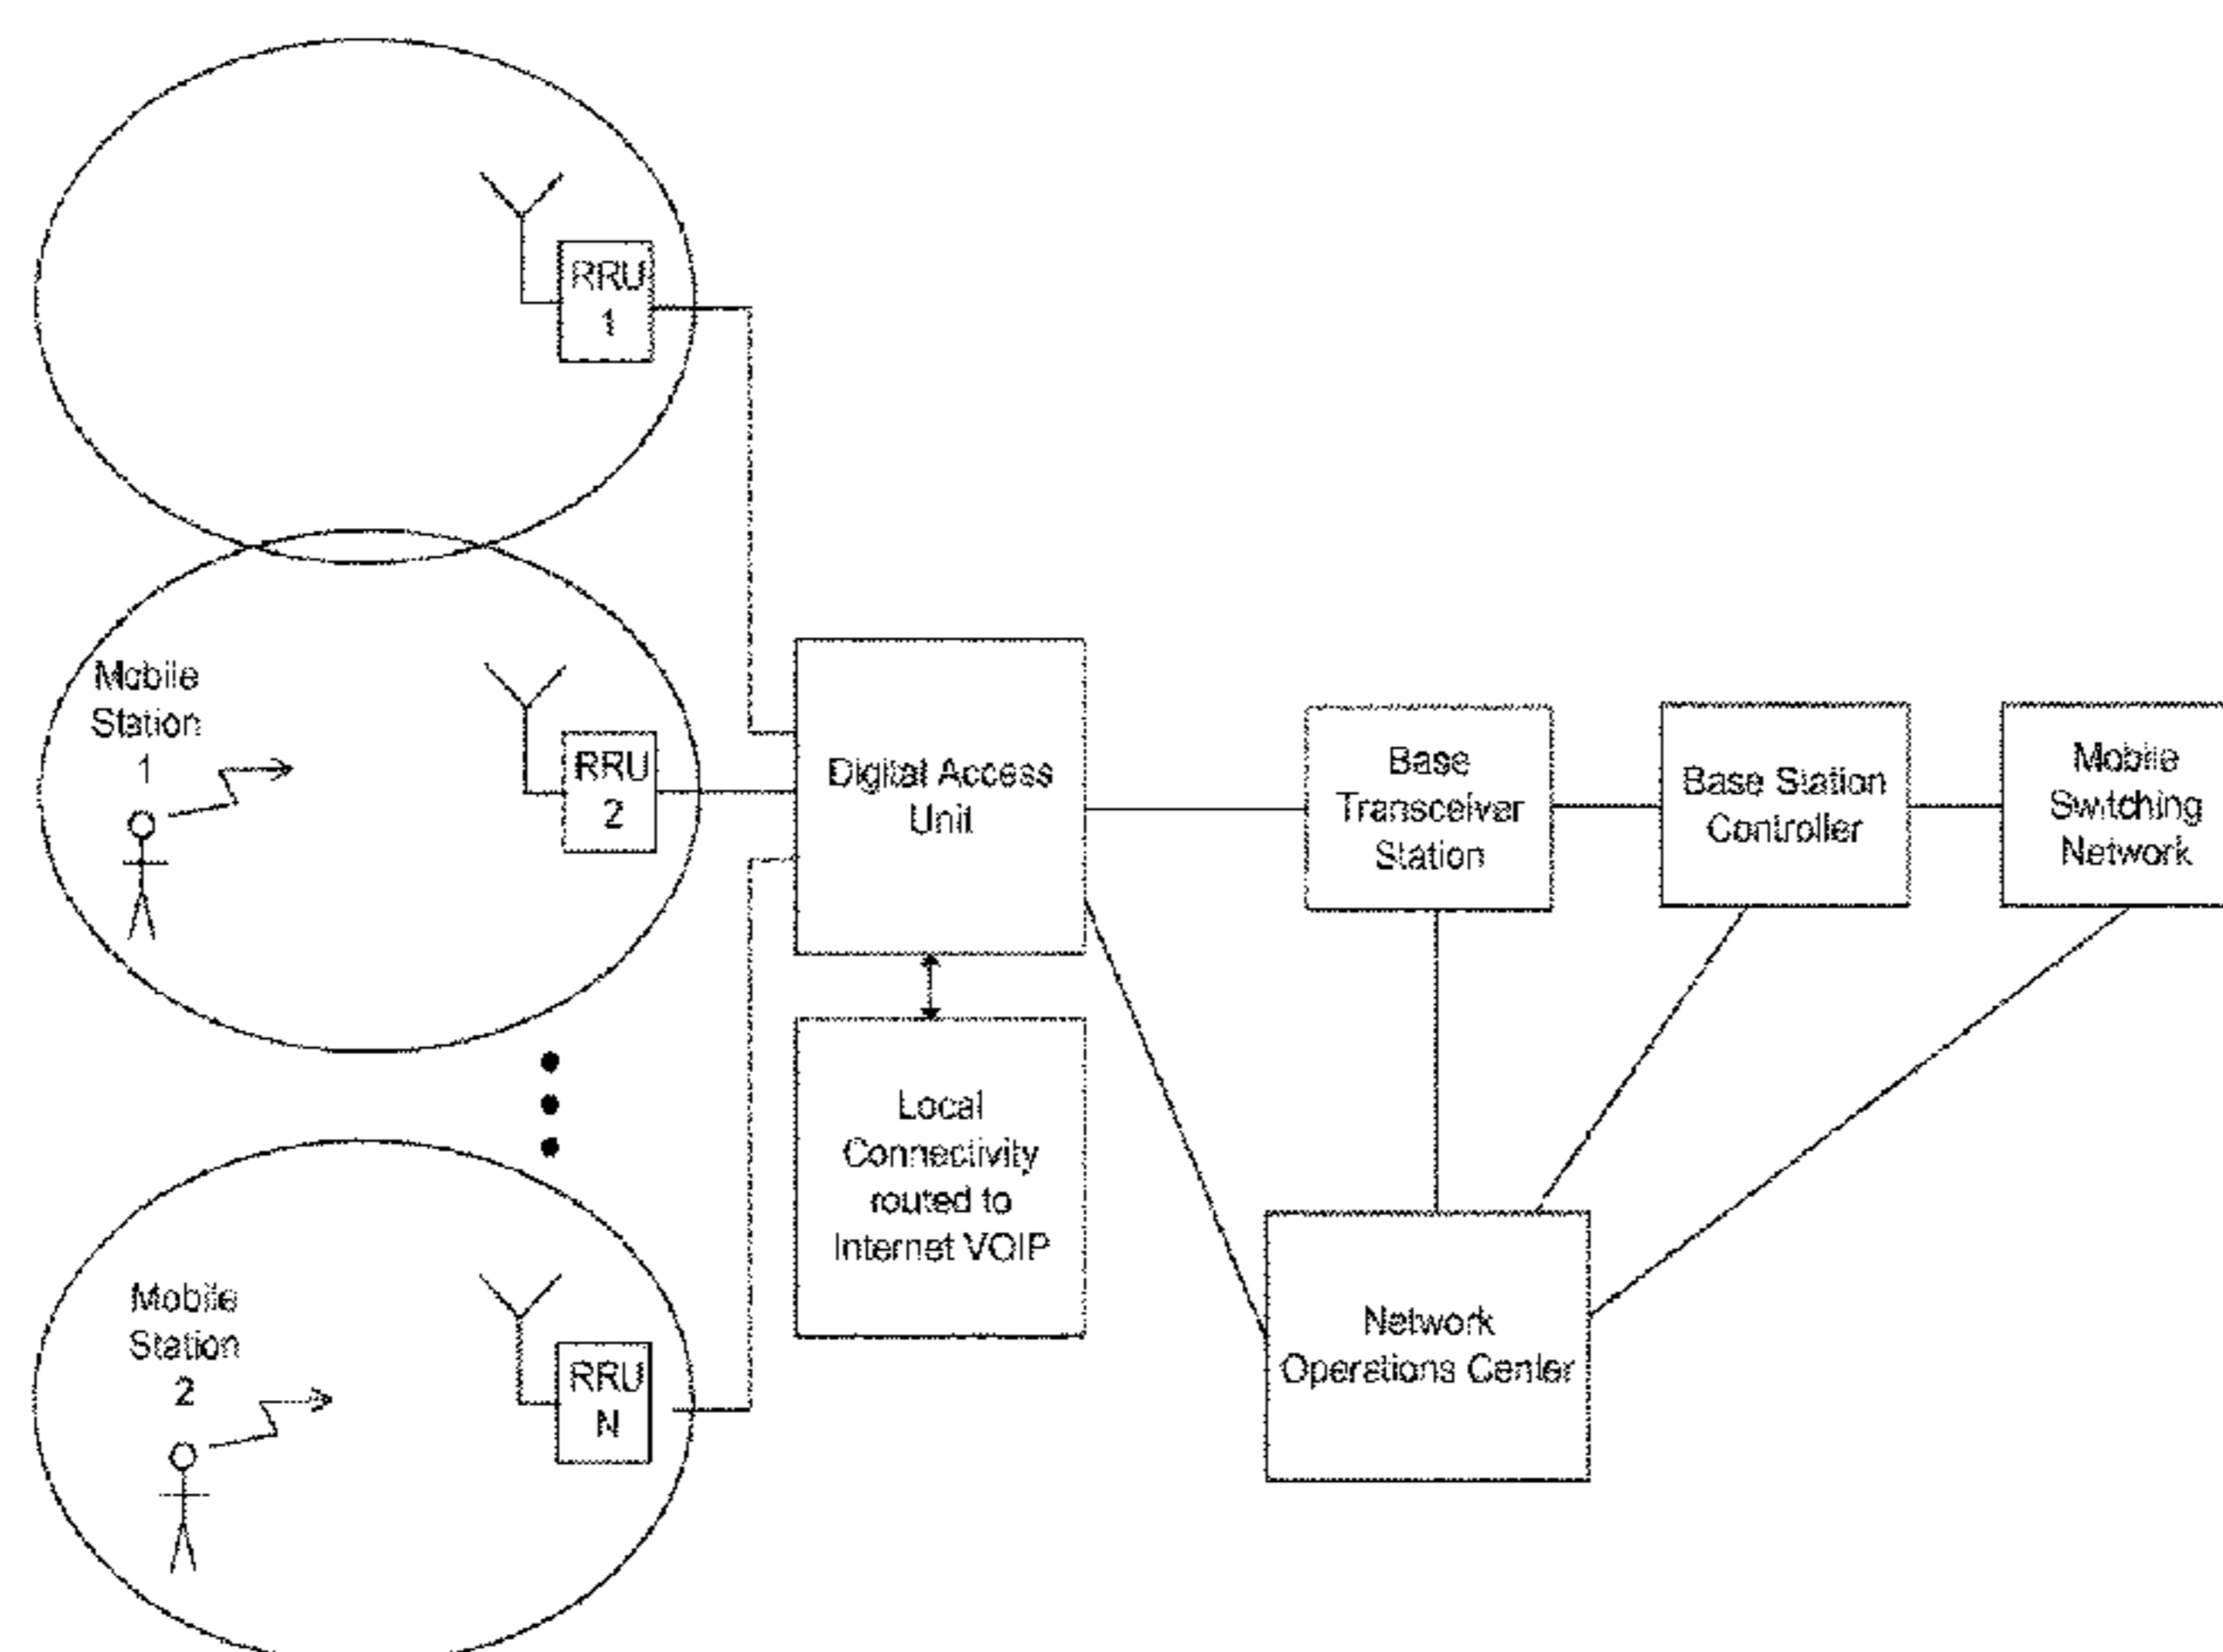 RRU
1
Mobile
Station
1
RRU
2
Digital Access
Unit
Base
Transceiver
Station
Base Station
Controller
Mobile
Switching
Network
Local
Connectivity
routed to
Internet VOIP
Mobile
Station
2
RRU
N
Network
Operations Center